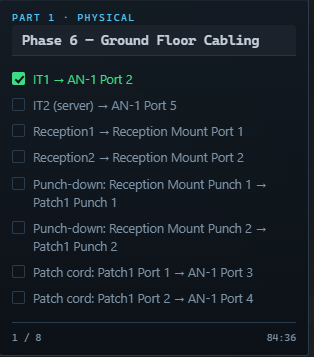 PART 1 · PHYSICAL
Phase 6 — Ground Floor Cabling
IT1 → AN-1 Port 2
IT2 (server) → AN-1 Port 5
Reception1 → Reception Mount Port 1
Reception2 → Reception Mount Port 2
Punch-down: Reception Mount Punch 1 →
Patch1 Punch 1
Punch-down: Reception Mount Punch 2 →
Patch1 Punch 2
Patch cord: Patch1 Port 1 → AN-1 Port 3
Patch cord: Patch1 Port 2 → AN-1 Port 4
1 / 8 84:36